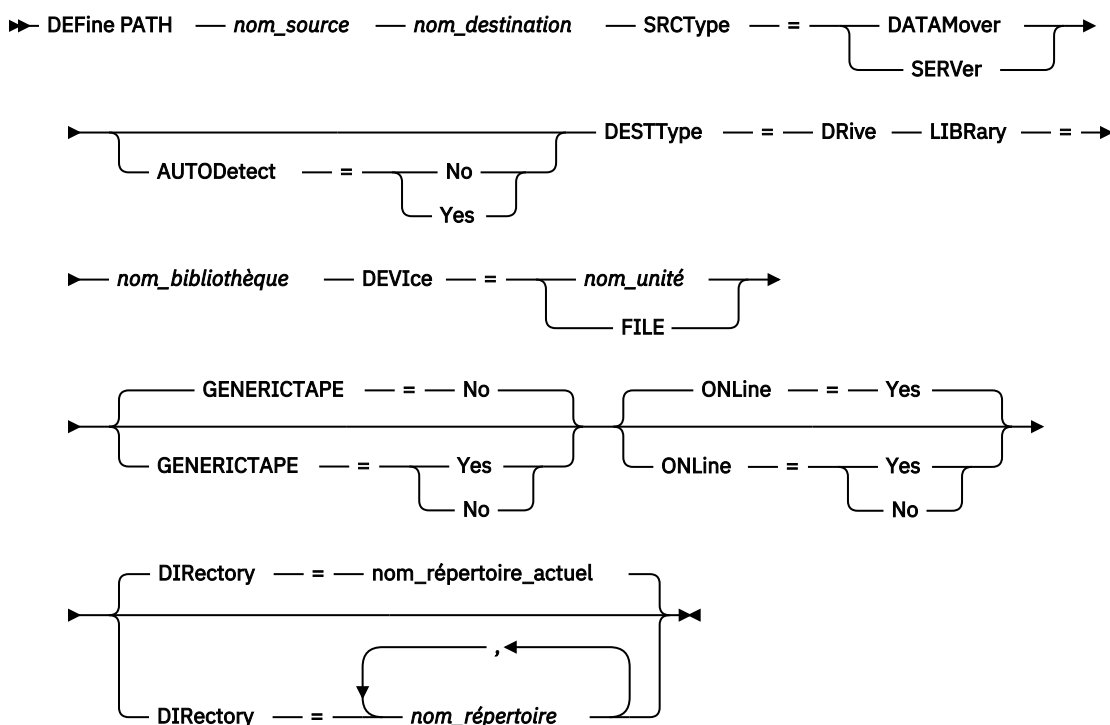 DEFine PATH nom_source nom_destination SRCType = DATAMover
SERVer
AUTODetect = No
Yes
DESTType = DRive LIBRary =
nom_bibliothèque DEVIce = nom_unité
FILE
GENERICTAPE = No
GENERICTAPE = Yes
No
ONLine = Yes
ONLine = Yes
No
DIRectory = nom_répertoire_actuel
,
DIRectory = nom_répertoire